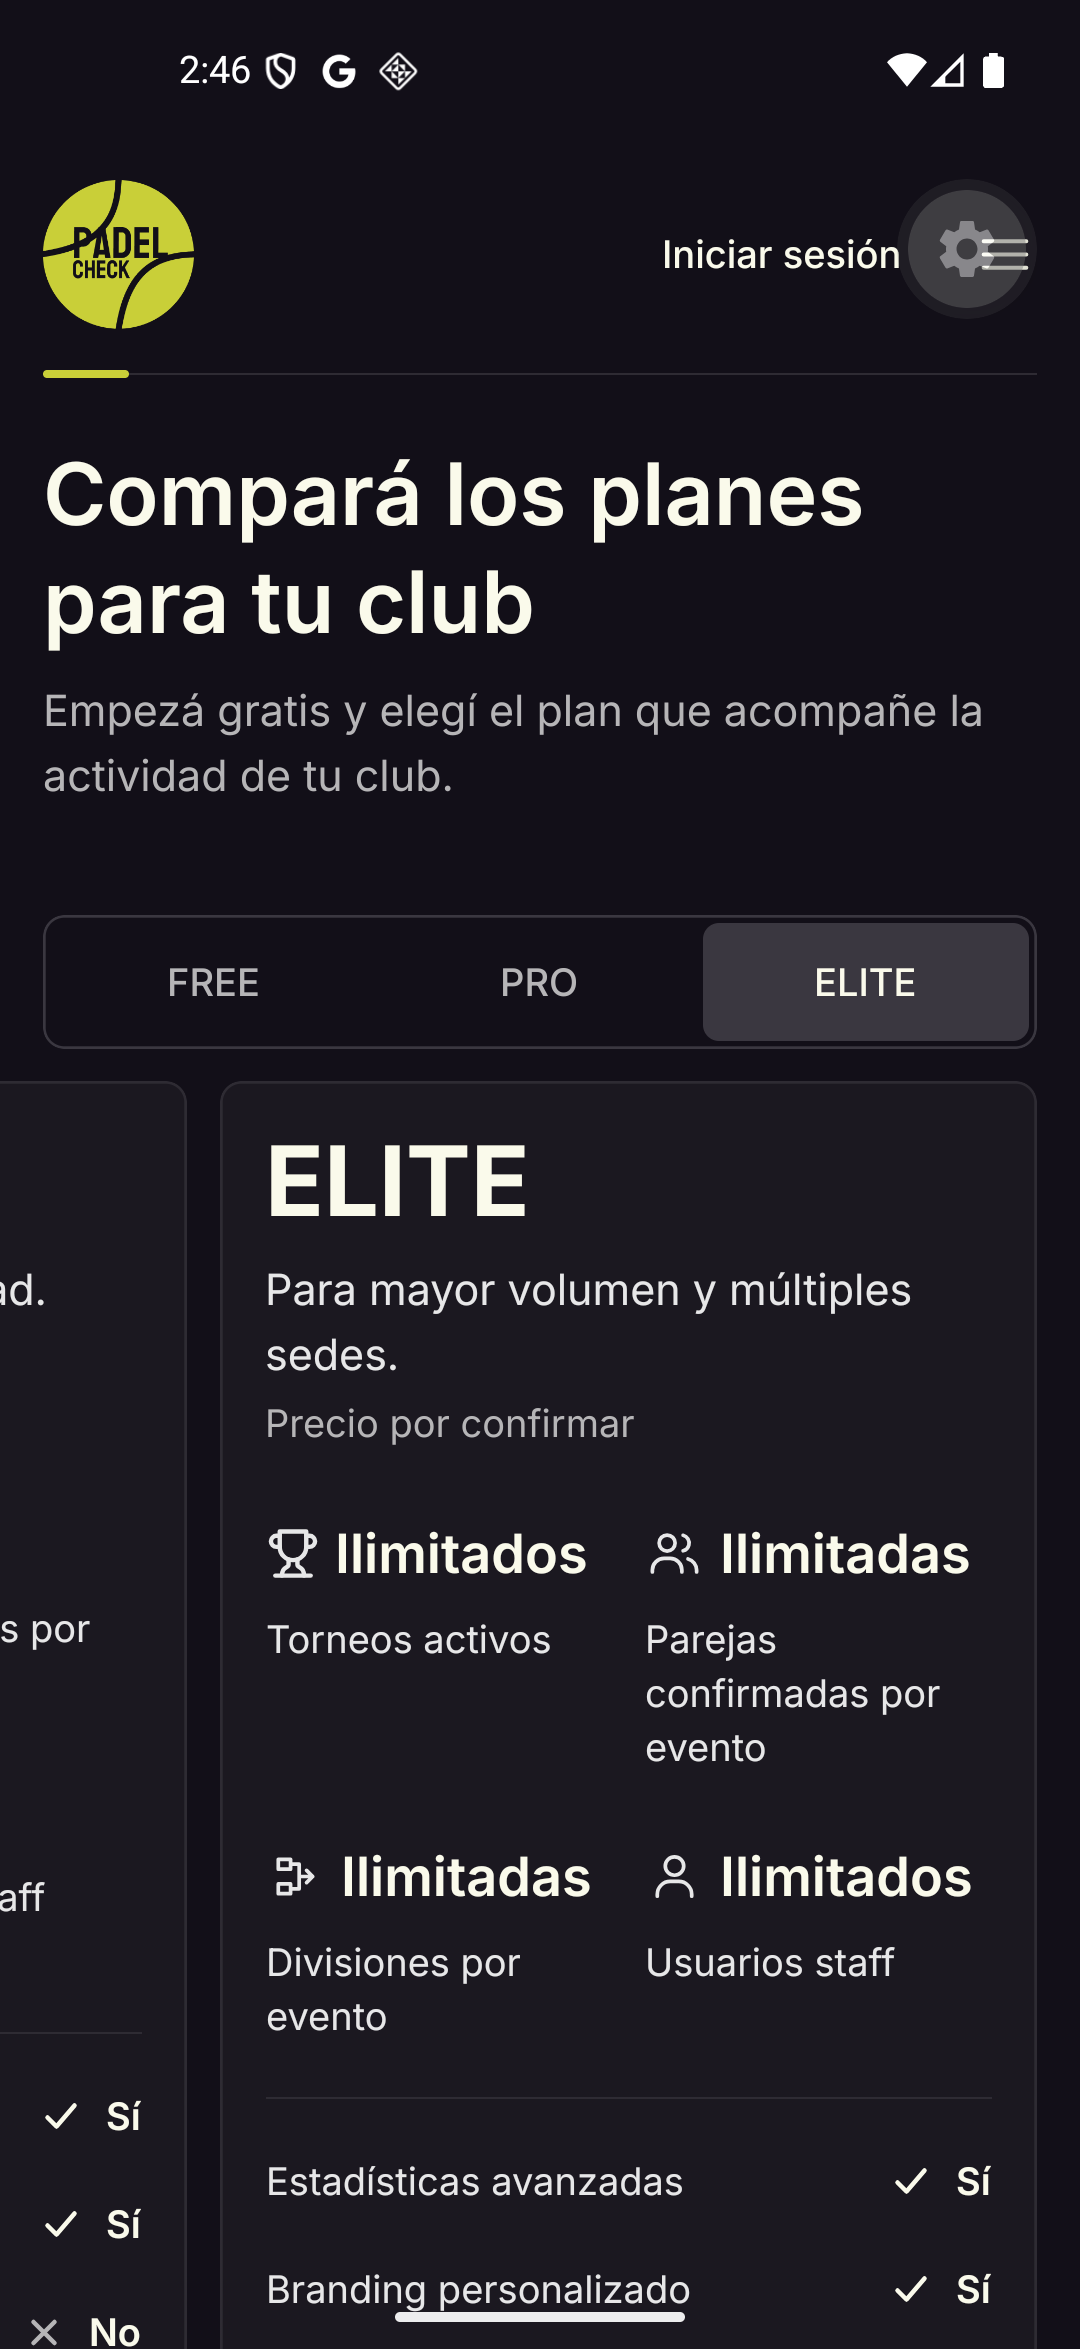 2:46
PADEL
CHECK
Iniciar sesión
Compará los planes
para tu club
Empezá gratis y elegí el plan que acompañe la
actividad de tu club.
FREE
PRO
ELITE
ELITE
ad.
Para mayor volumen y múltiples
sedes.
Precio por confirmar
Ilimitados
Ilimitadas
s por
Torneos activos
Parejas
confirmadas por
evento
Ilimitadas
Ilimitados
aff
Divisiones por
evento
Usuarios staff
Sí
Estadísticas avanzadas
Sí
Sí
Branding personalizado
Sí
No